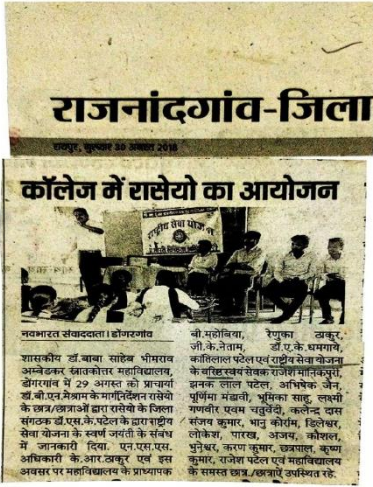 राजनांदगांव-जिला
रायपुर, गुरुवार 30 अगस्त 2018
कॉलेज में रासेयो का आयोजन
राष्ट्रीय सेवा योजना
नवभारत संवाददाता। डोंगरगांव
शासकीय डॉ.बाबा साहेब भीमराव
अम्बेडकर स्नातकोत्तर महाविद्यालय,
डोंगरगांव में 29 अगस्त को प्राचार्या
डॉ.बी.एन.मेश्राम के मार्गनिर्देशन रासेयो
के छात्र/छात्राओं द्वारा रासेयो के जिला
संगठक डॉ.एस.के.पटेल के द्वारा राष्ट्रीय
सेवा योजना के स्वर्ण जयंती के संबंध
में जानकारी दिया. एन.एस.एस.
अधिकारी के.आर.ठाकुर एवं इस
अवसर पर महाविद्यालय के प्राध्यापक
बी.महोबिया, रेणुका ठाकुर,
जी.के.नेताम, डॉ.ए.के.धमगाये,
कांतिलाल पटेल एवं राष्ट्रीय सेवा योजना
के वरिष्ठ स्वयं सेवक राजेश मानिकपुरी,
झनक लाल पटेल, अभिषेक जैन,
पूर्णिमा मंडावी, भूमिका साहू, लक्ष्मी
गणवीर एवम चतुर्वेदी, कलेन्द दास
संजय कुमार, भानु कोर्राम, डिलेश्वर,
लोकेश, पारख, अजय, कौशल,
भुनेश्वर, करण कुमार, छत्रपाल, कृष्ण
कुमार, राजेश पटेल एवं महाविद्यालय
के समस्त छात्र./छात्राऐं उपस्थित रहे.